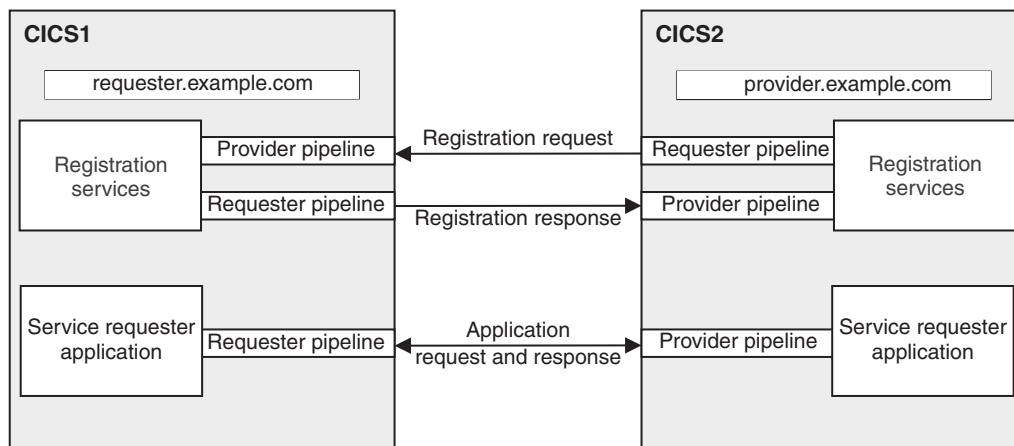 CICS1
CICS2
requester.example.com
provider.example.com
Registration
services
Provider pipeline
Requester pipeline
Registration request
Registration response
Requester pipeline
Provider pipeline
Registration
services
Service requester
application
Requester pipeline
Application
request and response
Provider pipeline
Service requester
application